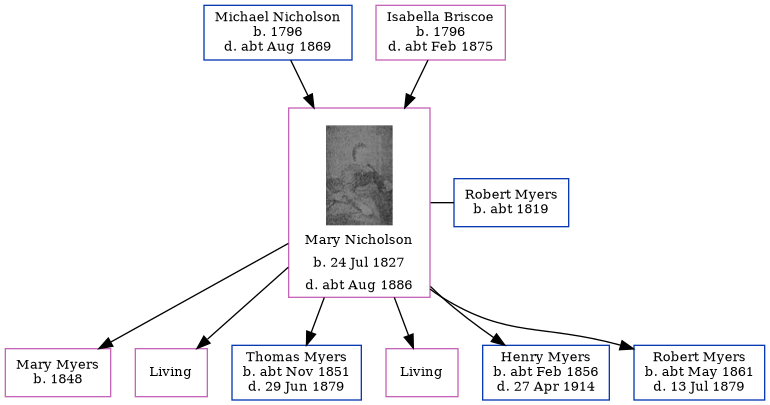 Michael Nicholson
b. 1796
d. abt Aug 1869
Isabella Briscoe
b. 1796
d. abt Feb 1875
Mary Nicholson
b. 24 Jul 1827
d. abt Aug 1886
Robert Myers
b. abt 1819
Mary Myers
b. 1848
Living
Thomas Myers
b. abt Nov 1851
d. 29 Jun 1879
Living
Henry Myers
b. abt Feb 1856
d. 27 Apr 1914
Robert Myers
b. abt May 1861
d. 13 Jul 1879